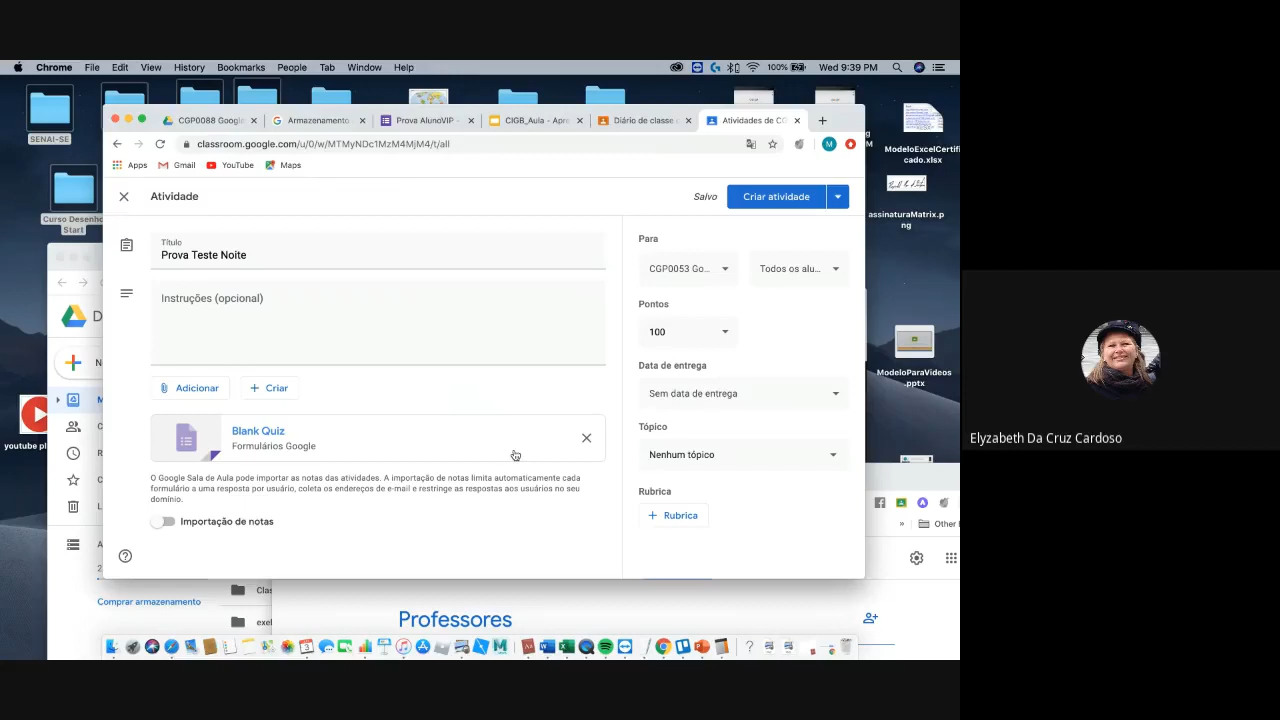 Chrome File Edit View History Bookmarks People Tab Window Help
100% Wed 9:39 PM
SENAI-SE
Curso Desenho
Start
youtube pl
CGP0053 Google
Armazenamento
Prova AlunoVIP -
CIGB_Aula - Apre
Diário de classe
Atividades de CG
classroom.google.com/u/0/w/MTMyNDc1MzM4MjM4/t/all
Apps Gmail YouTube Maps
M
Atividade
Salvo
Criar atividade
Título
Prova Teste Noite
Instruções (opcional)
Adicionar
Criar
Blank Quiz
Formulários Google
O Google Sala de Aula pode importar as notas das atividades. A importação de notas limita automaticamente cada
formulário a uma resposta por usuário, coleta os endereços de e-mail e restringe as respostas aos usuários no seu
domínio.
Importação de notas
Para
CGP0053 Go...
Todos os alu...
Pontos
100
Data de entrega
Sem data de entrega
Tópico
Nenhum tópico
Rubrica
Rubrica
ModeloExcelCertifi
cado.xlsx
assinaturaMatrix.p
ng
ModeloParaVideos
.pptx
Other
Comprar armazenamento
Clas
exel
Professores
Elyzabeth Da Cruz Cardoso